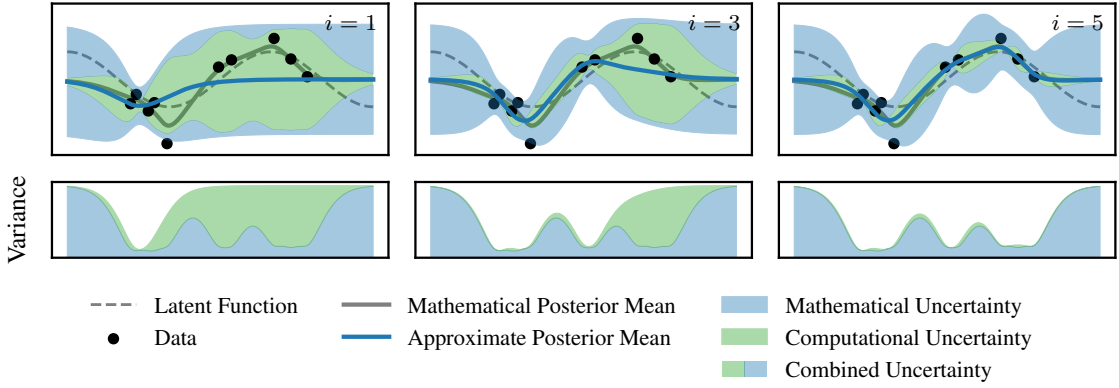 i = 1
i = 3
i = 5
Variance
Latent Function
Mathematical Posterior Mean
Mathematical Uncertainty
Data
Approximate Posterior Mean
Computational Uncertainty
Combined Uncertainty